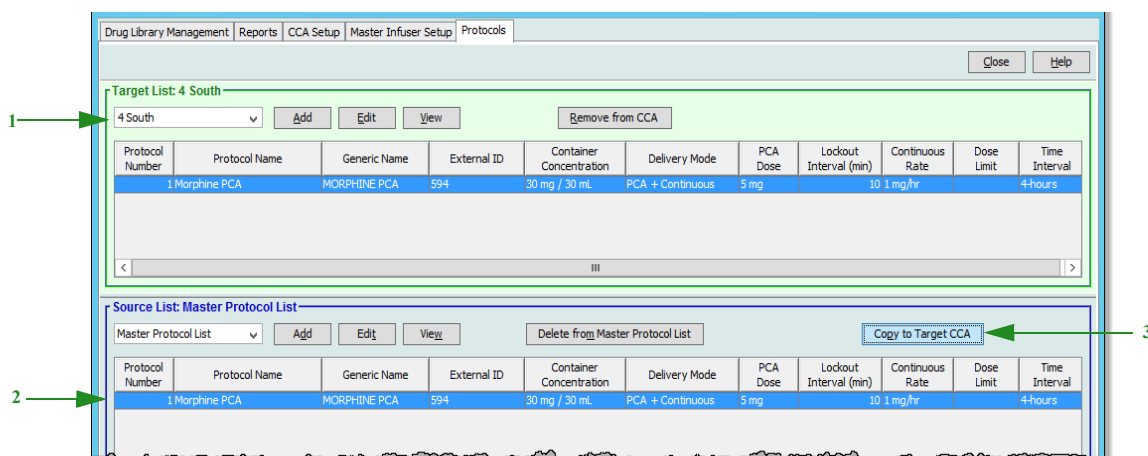 Drug Library Management Reports CCA Setup Master Infuser Setup Protocols
Close Help
Target List: 4 South
1
4 South Add Edit View Remove from CCA
Protocol Number Protocol Name Generic Name External ID Container Concentration Delivery Mode PCA Dose Lockout Interval (min) Continuous Rate Dose Limit Time Interval
1 Morphine PCA MORPHINE PCA 594 30 mg / 30 mL PCA + Continuous 5 mg 10 1 mg/hr 4-hours
Source List: Master Protocol List
Master Protocol List Add Edit View Delete from Master Protocol List Copy to Target CCA
3
Protocol Number Protocol Name Generic Name External ID Container Concentration Delivery Mode PCA Dose Lockout Interval (min) Continuous Rate Dose Limit Time Interval
2
1 Morphine PCA MORPHINE PCA 594 30 mg / 30 mL PCA + Continuous 5 mg 10 1 mg/hr 4-hours